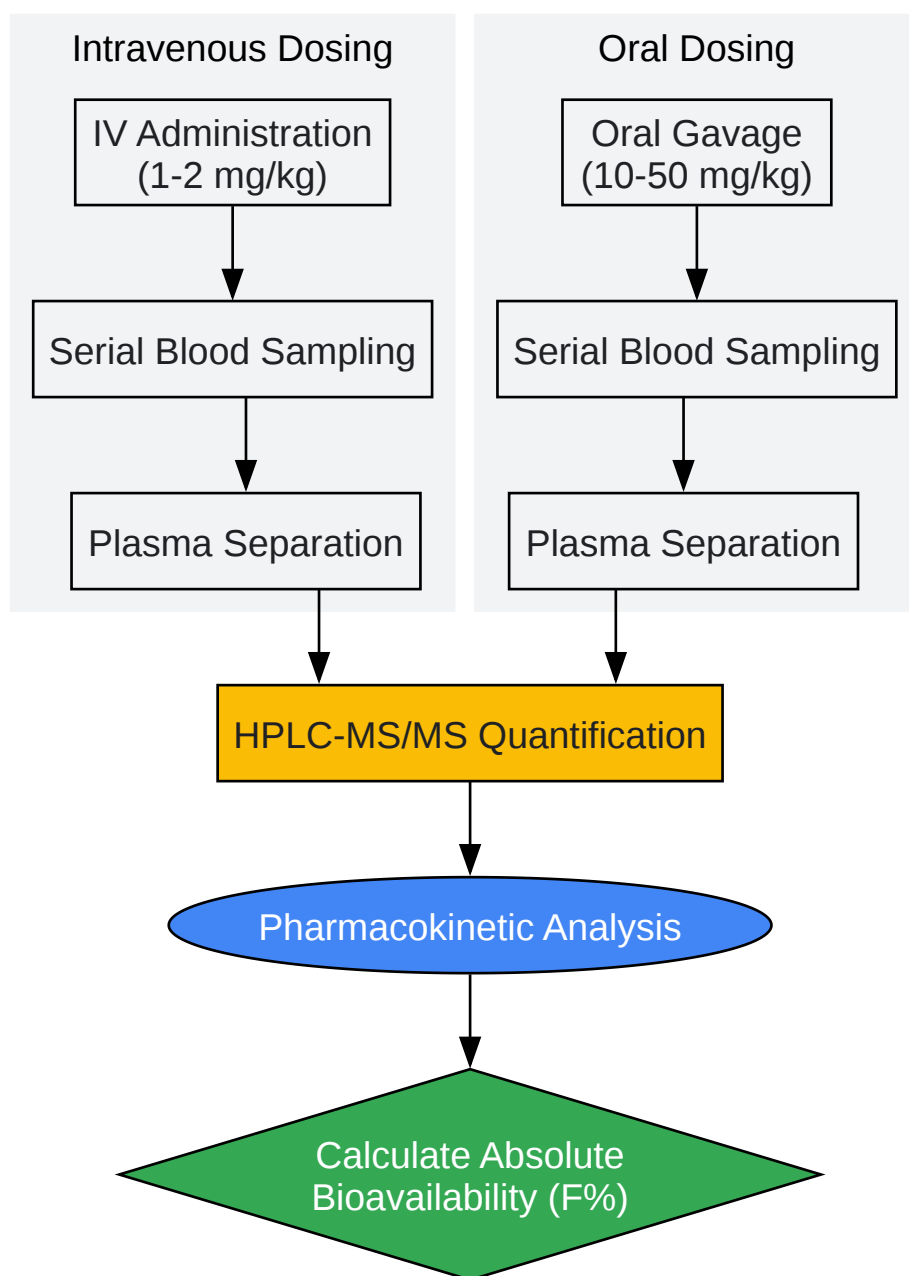 Intravenous Dosing
IV Administration
(1-2 mg/kg)
Serial Blood Sampling
Plasma Separation
Oral Dosing
Oral Gavage
(10-50 mg/kg)
Serial Blood Sampling
Plasma Separation
HPLC-MS/MS Quantification
Pharmacokinetic Analysis
Calculate Absolute
Bioavailability (F%)